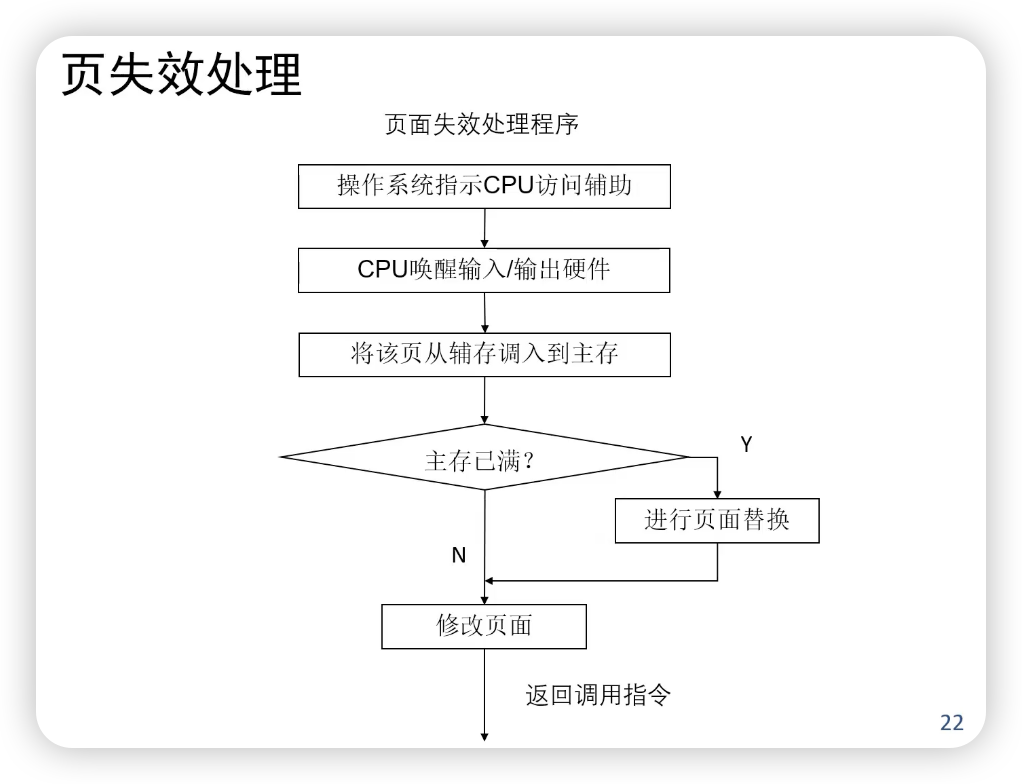 页失效处理
页面失效处理程序
操作系统指示CPU访问辅助
CPU唤醒输入/输出硬件
将该页从辅存调入到主存
主存已满？
Y
进行页面替换
N
修改页面
返回调用指令
22